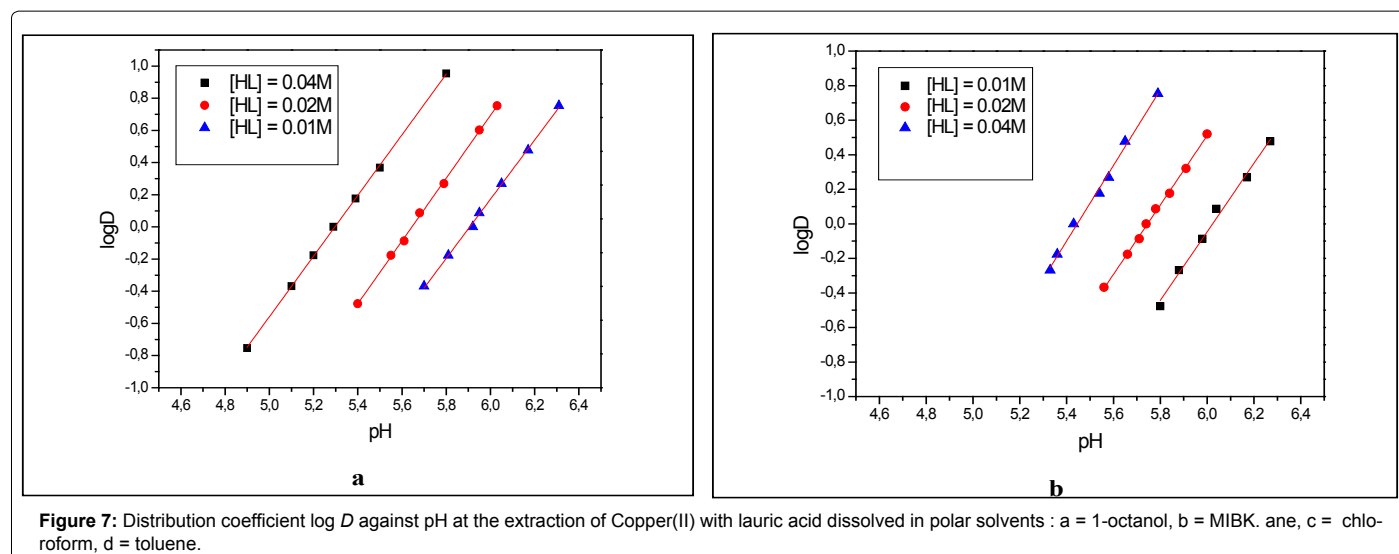 [HL] = 0.04M
[HL] = 0.02M
[HL] = 0.01M
logD
1,0
0,8
0,6
0,4
0,2
0,0
-0,2
-0,4
-0,6
-0,8
-1,0
4,6 4,8 5,0 5,2 5,4 5,6 5,8 6,0 6,2 6,4
pH
a
[HL] = 0.01M
[HL] = 0.02M
[HL] = 0.04M
logD
1,0
0,8
0,6
0,4
0,2
0,0
-0,2
-0,4
-0,6
-0,8
-1,0
4,6 4,8 5,0 5,2 5,4 5,6 5,8 6,0 6,2 6,4
pH
b
Figure 7: Distribution coefficient log D against pH at the extraction of Copper(II) with lauric acid dissolved in polar solvents : a = 1-octanol, b = MIBK. ane, c = chlo-
roform, d = toluene.